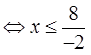 ⇔ x ≤ 8/-2